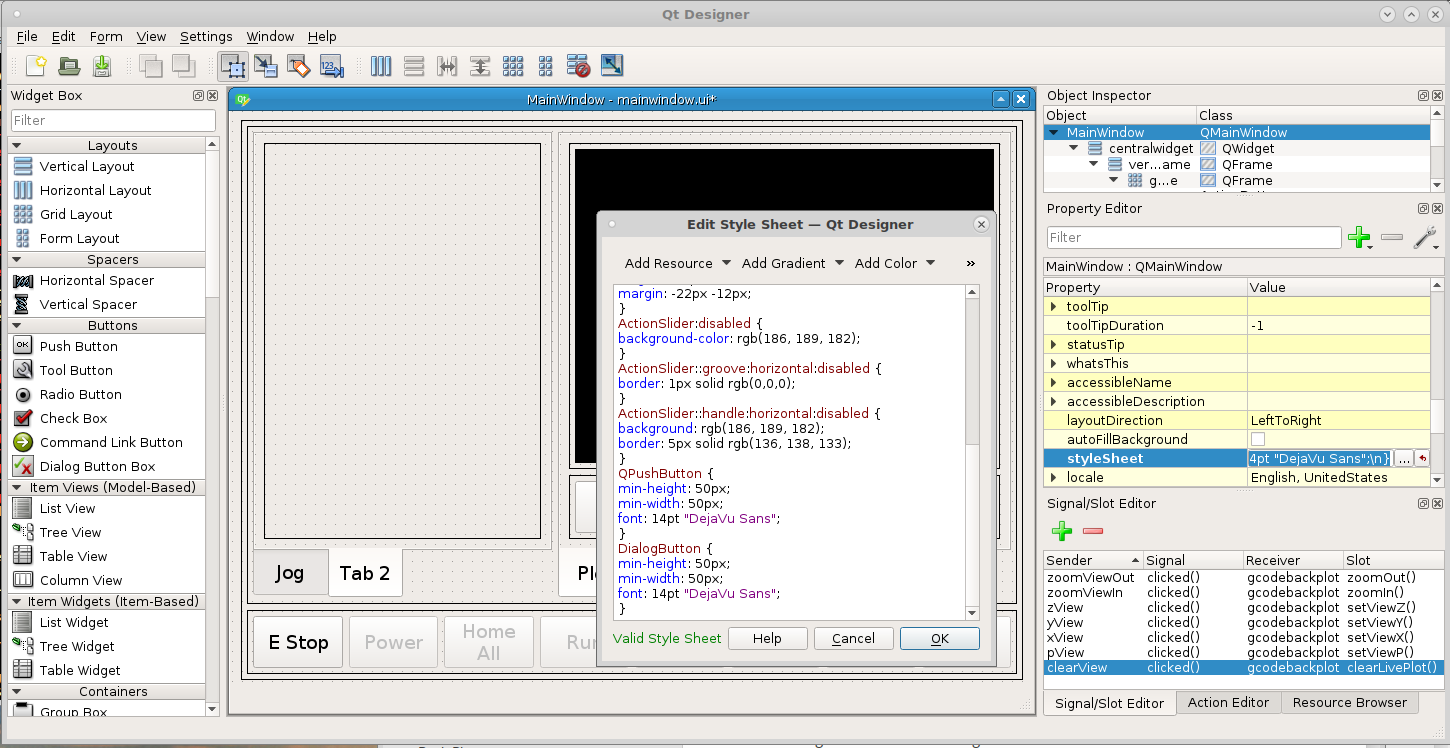 Qt Designer
File Edit Form View Settings Window Help
Widget Box
Filter
Layouts
Vertical Layout
Horizontal Layout
Grid Layout
Form Layout
Spacers
Horizontal Spacer
Vertical Spacer
Buttons
OK Push Button
Tool Button
Radio Button
Check Box
Command Link Button
Dialog Button Box
Item Views (Model-Based)
List View
Tree View
Table View
Column View
Item Widgets (Item-Based)
List Widget
Tree Widget
Table Widget
Containers
Group Box
MainWindow - mainwindow.ui*
Jog Tab 2
E Stop Power Home
All
Edit Style Sheet — Qt Designer
Add Resource Add Gradient Add Color »
margin: -22px -12px;
}
ActionSlider:disabled {
background-color: rgb(186, 189, 182);
}
ActionSlider::groove:horizontal:disabled {
border: 1px solid rgb(0,0,0);
}
ActionSlider::handle:horizontal:disabled {
background: rgb(186, 189, 182);
border: 5px solid rgb(136, 138, 133);
}
QPushButton {
min-height: 50px;
min-width: 50px;
font: 14pt "DejaVu Sans";
}
DialogButton {
min-height: 50px;
min-width: 50px;
font: 14pt "DejaVu Sans";
}
Valid Style Sheet Help Cancel OK
Object Inspector
Object Class
MainWindow QMainWindow
centralwidget QWidget
ver...ame QFrame
g...e QFrame
Property Editor
Filter
MainWindow : QMainWindow
Property Value
toolTip
toolTipDuration -1
statusTip
whatsThis
accessibleName
accessibleDescription
layoutDirection LeftToRight
autoFillBackground
styleSheet 4pt "DejaVu Sans";\n} ...
locale English, UnitedStates
Signal/Slot Editor
Sender Signal Receiver Slot
zoomViewOut clicked() gcodebackplot zoomOut()
zoomViewIn clicked() gcodebackplot zoomIn()
zView clicked() gcodebackplot setViewZ()
yView clicked() gcodebackplot setViewY()
xView clicked() gcodebackplot setViewX()
pView clicked() gcodebackplot setViewP()
clearView clicked() gcodebackplot clearLivePlot()
Signal/Slot Editor Action Editor Resource Browser